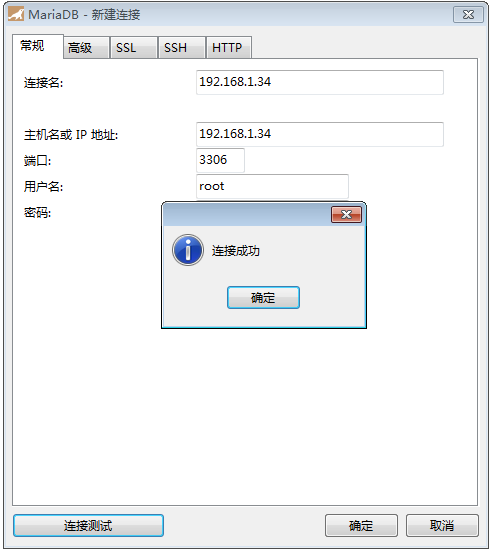 MariaDB - 新建连接
常规 高级 SSL SSH HTTP
连接名: 192.168.1.34
主机名或 IP 地址: 192.168.1.34
端口: 3306
用户名: root
密码:
连接成功
确定
连接测试 确定 取消